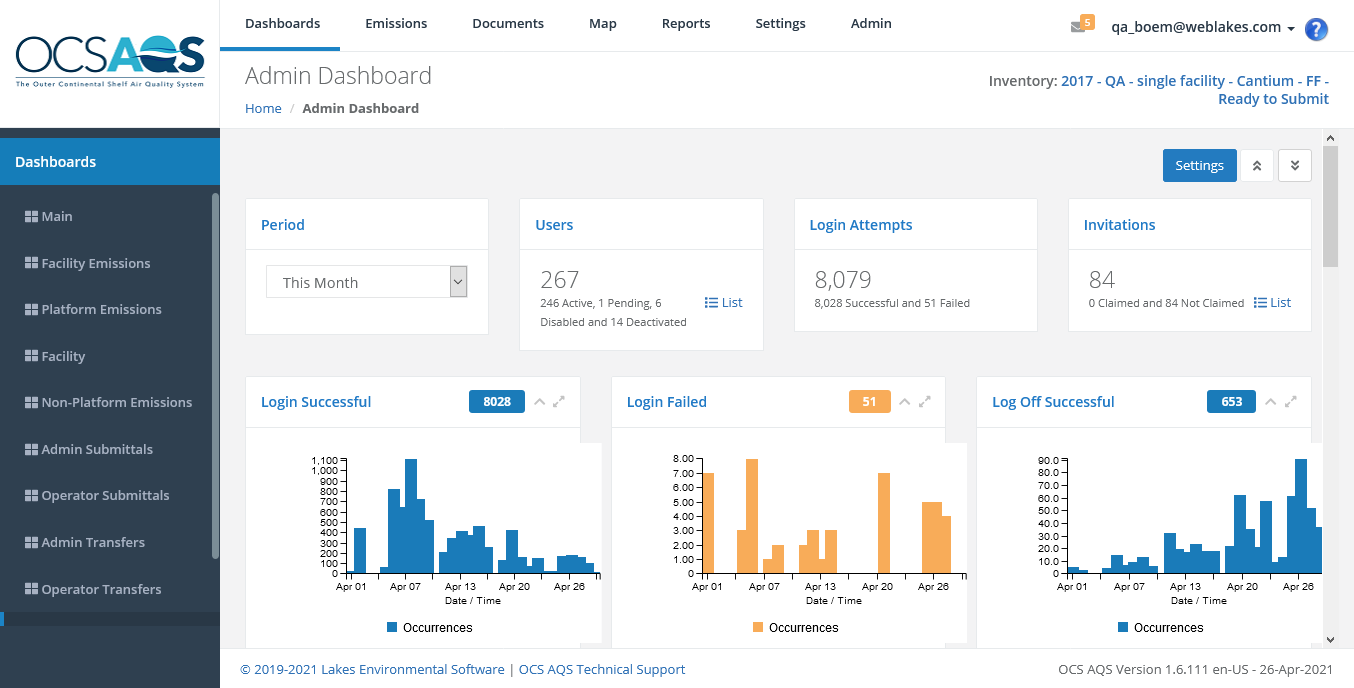 OCSAQS
The Outer Continental Shelf Air Quality System
Dashboards Emissions Documents Map Reports Settings Admin
5
qa_boem@weblakes.com
?
Admin Dashboard
Home / Admin Dashboard
Inventory: 2017 - QA - single facility - Cantium - FF -
Ready to Submit
Dashboards
Main
Facility Emissions
Platform Emissions
Facility
Non-Platform Emissions
Admin Submittals
Operator Submittals
Admin Transfers
Operator Transfers
Settings
Period
This Month
Users
267
246 Active, 1 Pending, 6
Disabled and 14 Deactivated
List
Login Attempts
8,079
8,028 Successful and 51 Failed
Invitations
84
0 Claimed and 84 Not Claimed
List
Login Successful
8028
1,100
1,000
900
800
700
600
500
400
300
200
100
0
Apr 01 Apr 07 Apr 13 Apr 20 Apr 26
Date / Time
Occurrences
Login Failed
51
8.00
7.00
6.00
5.00
4.00
3.00
2.00
1.00
0
Apr 01 Apr 07 Apr 13 Apr 20 Apr 26
Date / Time
Occurrences
Log Off Successful
653
90.0
80.0
70.0
60.0
50.0
40.0
30.0
20.0
10.0
0
Apr 01 Apr 07 Apr 13 Apr 20 Apr 26
Date / Time
Occurrences
© 2019-2021 Lakes Environmental Software | OCS AQS Technical Support
OCS AQS Version 1.6.111 en-US - 26-Apr-2021